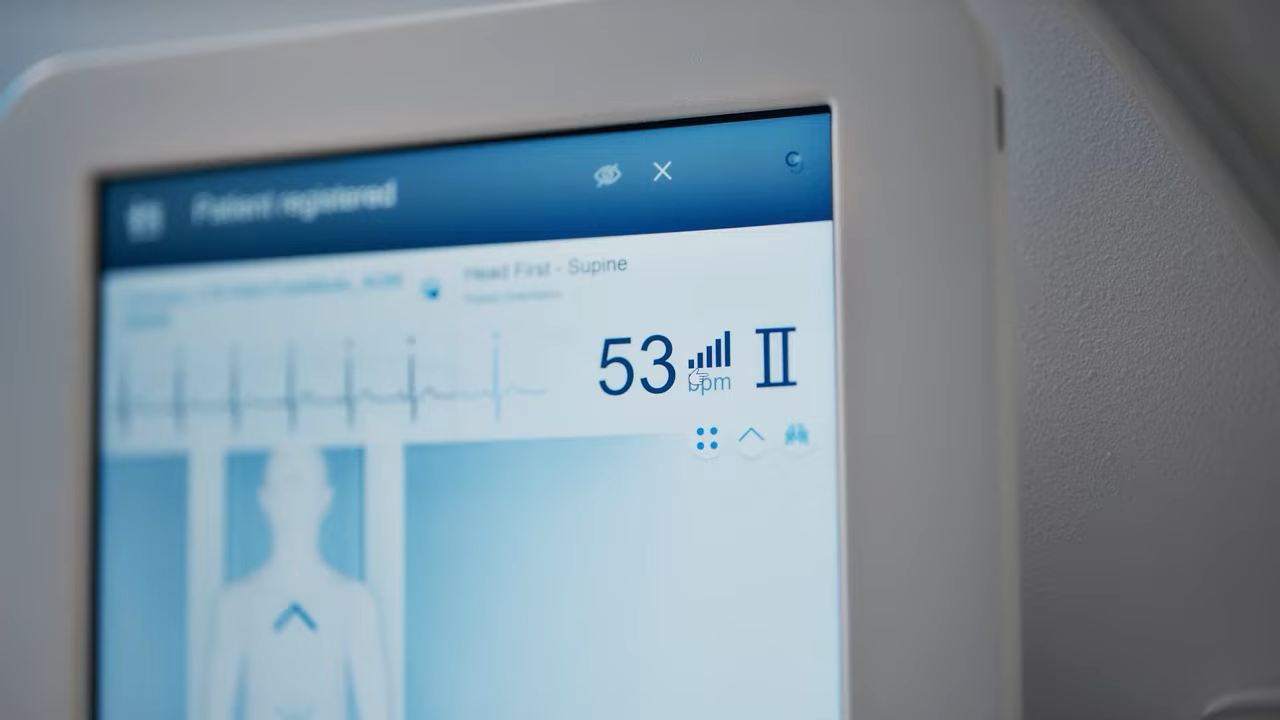 Patient registered
Head First - Supine
53
bpm
II